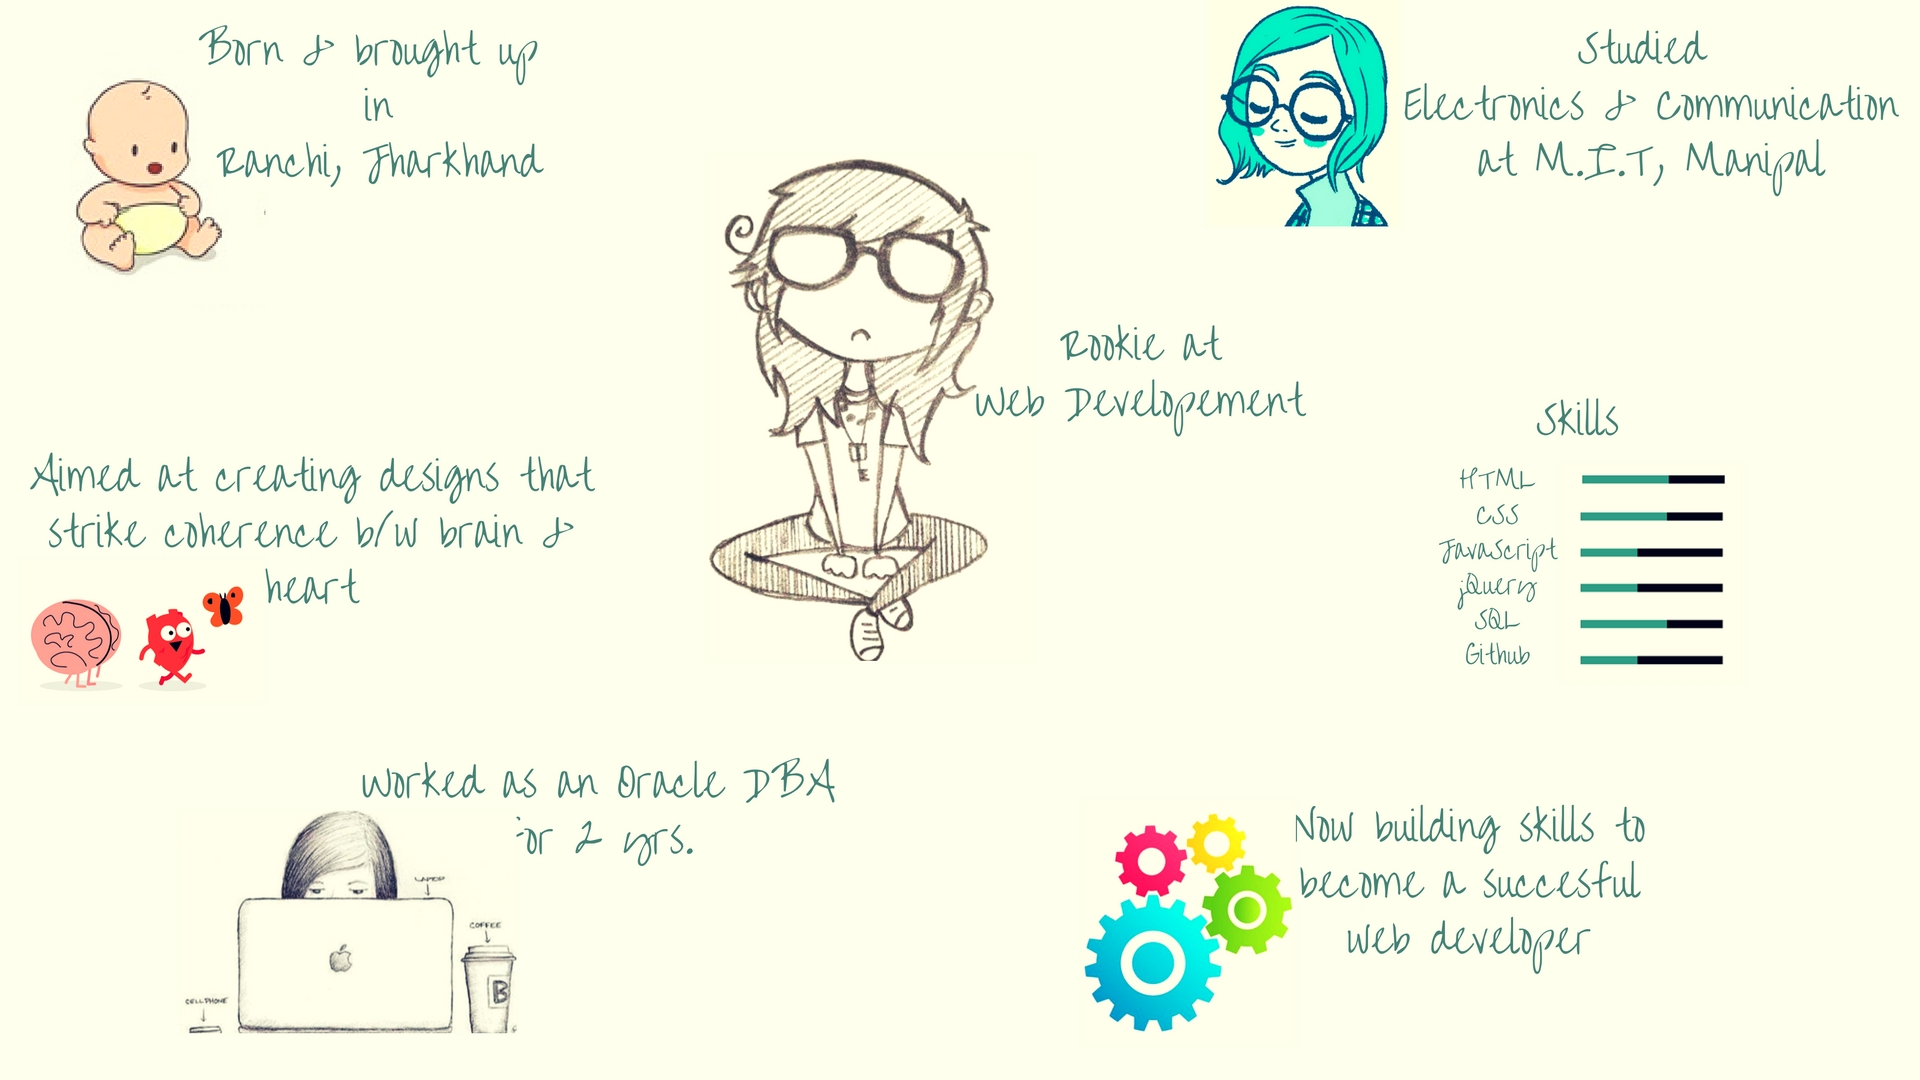 Born & brought up
in
Ranchi, Jharkhand
Studied
Electronics & Communication
at M.I.T, Manipal
Rookie at
Web Developement
Aimed at creating designs that
strike coherence b/w brain &
heart
Skills
HTML
CSS
JavaScript
jQuery
SQL
Github
Worked as an Oracle DBA
or 2 yrs.
LAPTOP
COFFEE
B
CELLPHONE
Now building skills to
become a succesful
web developer